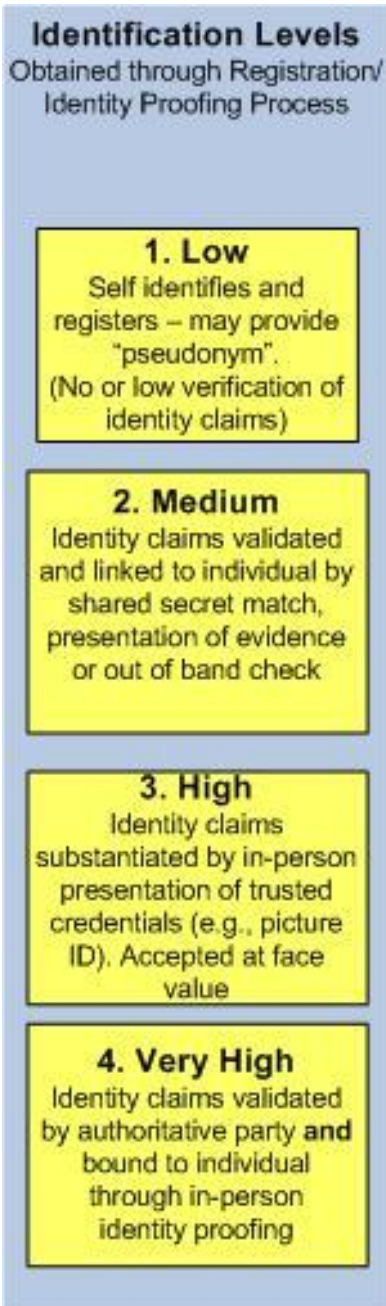 Identification Levels
Obtained through Registration/
Identity Proofing Process
1. Low
Self identifies and
registers – may provide
“pseudonym”.
(No or low verification of
identity claims)
2. Medium
Identity claims validated
and linked to individual by
shared secret match,
presentation of evidence
or out of band check
3. High
Identity claims
substantiated by in-person
presentation of trusted
credentials (e.g., picture
ID). Accepted at face
value
4. Very High
Identity claims validated
by authoritative party and
bound to individual
through in-person
identity proofing